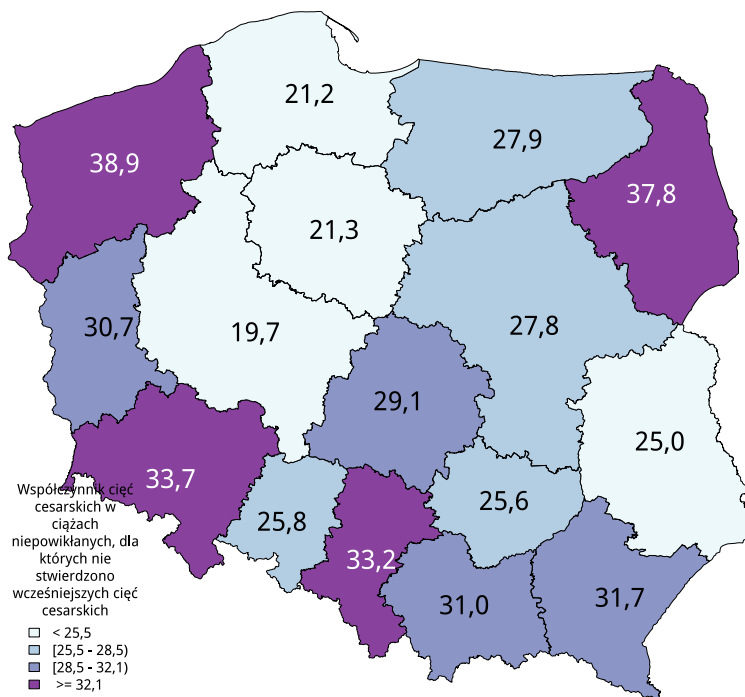 21,2
27,9
38,9
37,8
21,3
30,7
19,7
27,8
29,1
25,0
33,7
25,6
25,8
33,2
31,0
31,7
Współczynnik cięć
cesarskich w
ciążach
niepowikłanych, dla
których nie
stwierdzono
wcześniejszych cięć
cesarskich
< 25,5
[25,5 - 28,5)
[28,5 - 32,1)
>= 32,1